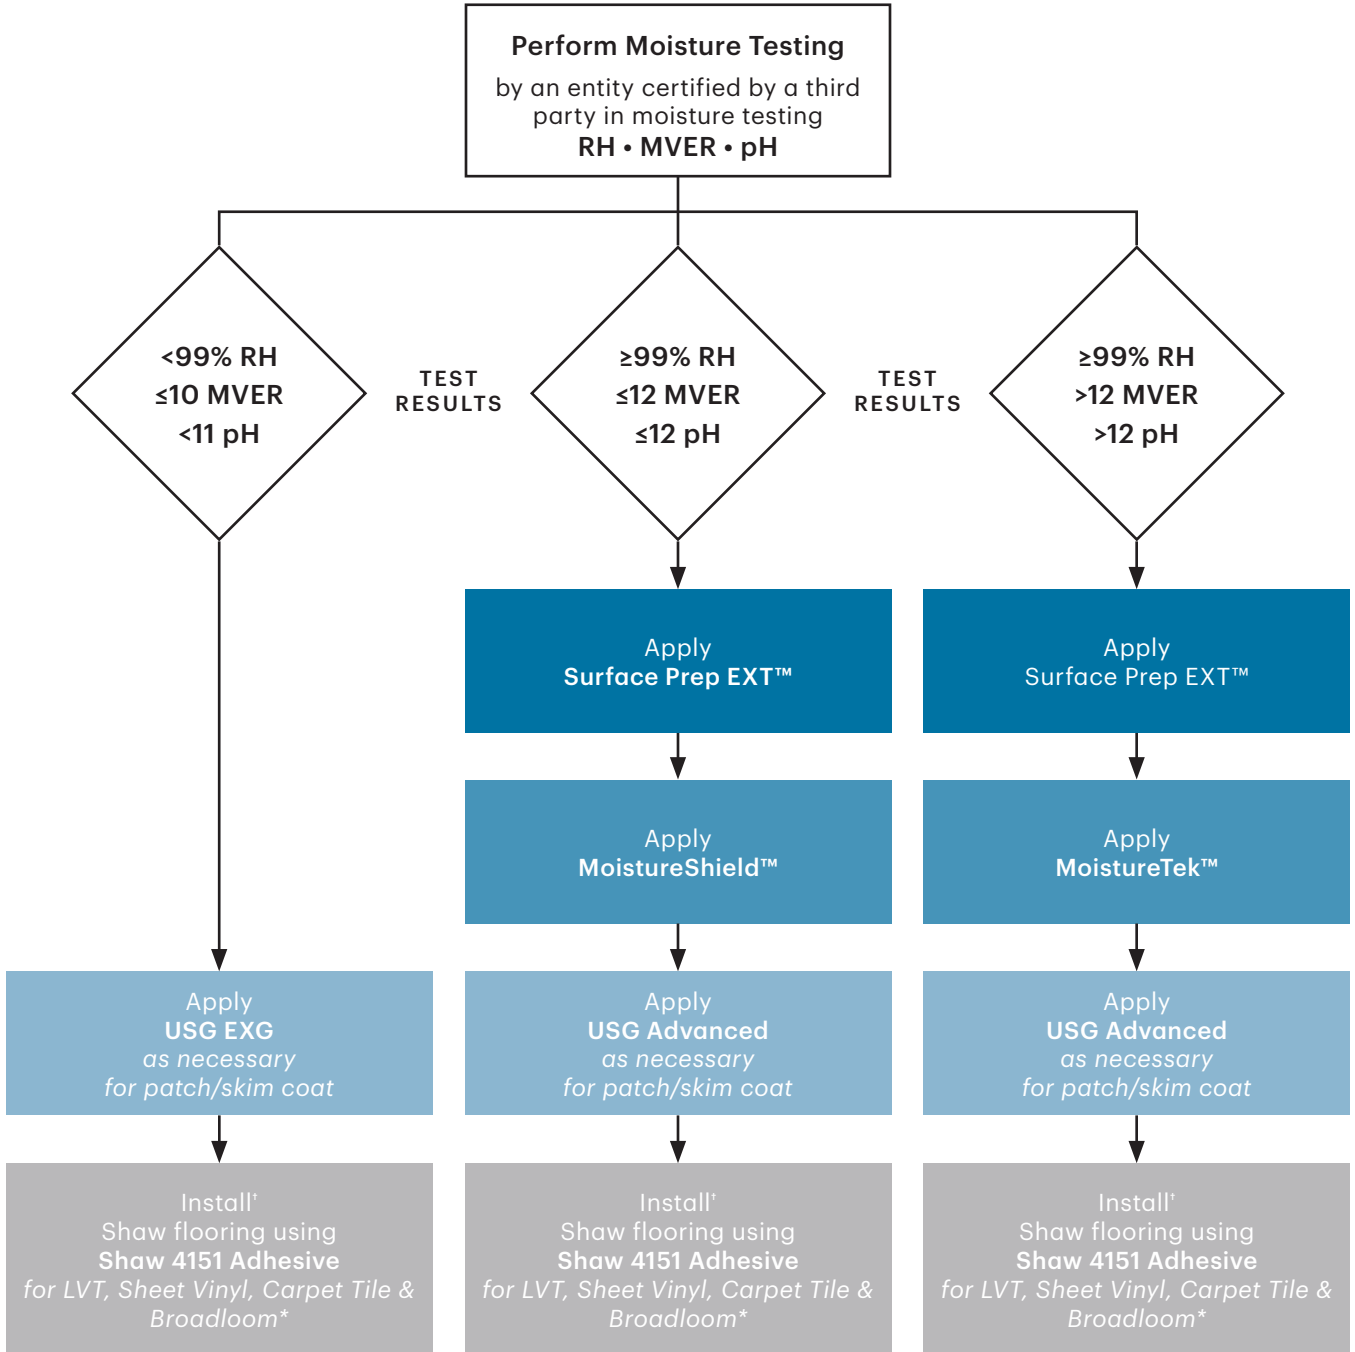 Perform Moisture Testing
by an entity certified by a third
party in moisture testing
RH • MVER • pH
<99% RH
≤10 MVER
<11 pH
TEST
RESULTS
≥99% RH
≤12 MVER
≤12 pH
TEST
RESULTS
≥99% RH
>12 MVER
>12 pH
Apply
Surface Prep EXT™
Apply
Surface Prep EXT™
Apply
MoistureShield™
Apply
MoistureTek™
Apply
USG EXG
as necessary
for patch/skim coat
Apply
USG Advanced
as necessary
for patch/skim coat
Apply
USG Advanced
as necessary
for patch/skim coat
Install†
Shaw flooring using
Shaw 4151 Adhesive
for LVT, Sheet Vinyl, Carpet Tile &
Broadloom*
Install†
Shaw flooring using
Shaw 4151 Adhesive
for LVT, Sheet Vinyl, Carpet Tile &
Broadloom*
Install†
Shaw flooring using
Shaw 4151 Adhesive
for LVT, Sheet Vinyl, Carpet Tile &
Broadloom*